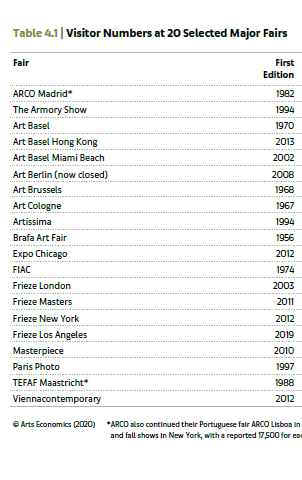 Table 4.1 | Visitor Numbers at 20 Selected Major Fairs
Fair First
Edition
ARCO Madrid* 1982
The Armory Show 1994
Art Basel 1970
Art Basel Hong Kong 2013
Art Basel Miami Beach 2002
Art Berlin (now closed) 2008
Art Brussels 1968
Art Cologne 1967
Artissima 1994
Brafa Art Fair 1956
Expo Chicago 2012
FIAC 1974
Frieze London 2003
Frieze Masters 2011
Frieze New York 2012
Frieze Los Angeles 2019
Masterpiece 2010
Paris Photo 1997
TEFAF Maastricht* 1988
Viennacontemporary 2012
© Arts Economics (2020) *ARCO also continued their Portuguese fair ARCO Lisboa in
and fall shows in New York, with a reported 17,500 for